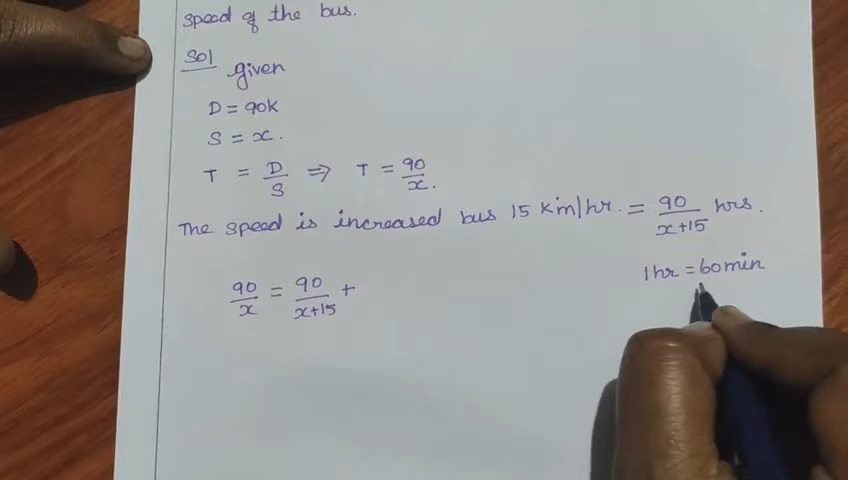 speed of the bus.
Sol given
D = 90k
S = x.
T = D/S ⇒ T = 90/x.
The speed is increased bus 15 km/hr. = 90/x+15 hrs.
1hr = 60min
90/x = 90/x+15 +